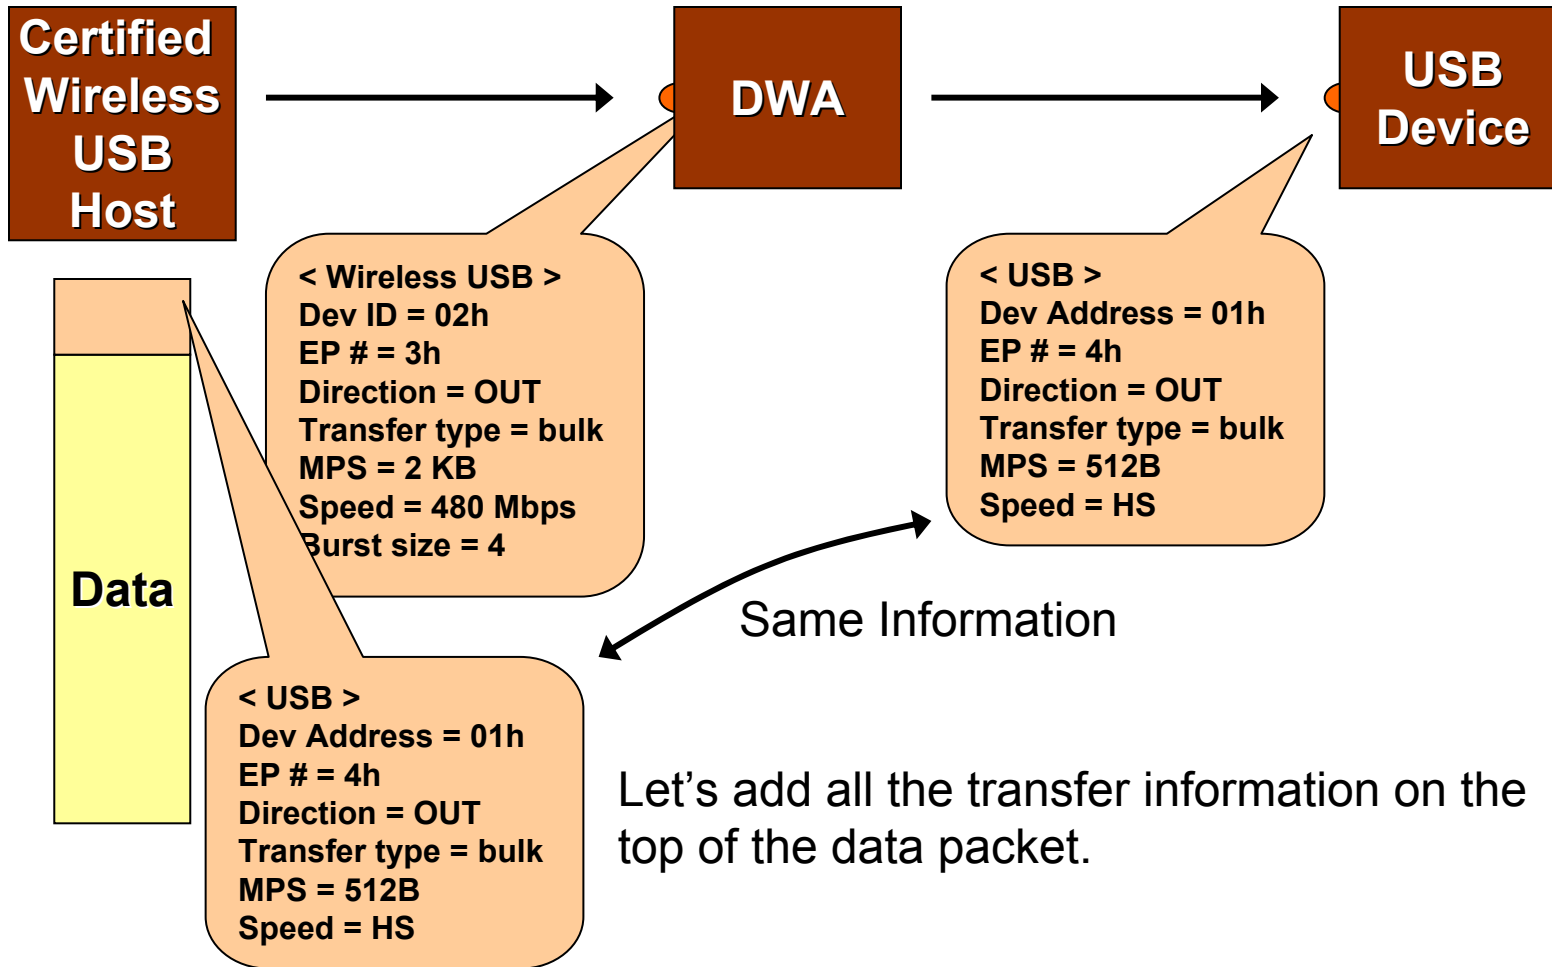 Certified
Wireless
USB
Host
DWA
USB
Device
< Wireless USB >
Dev ID = 02h
EP # = 3h
Direction = OUT
Transfer type = bulk
MPS = 2 KB
Speed = 480 Mbps
Burst size = 4
< USB >
Dev Address = 01h
EP # = 4h
Direction = OUT
Transfer type = bulk
MPS = 512B
Speed = HS
Data
Same Information
< USB >
Dev Address = 01h
EP # = 4h
Direction = OUT
Transfer type = bulk
MPS = 512B
Speed = HS
Let’s add all the transfer information on the
top of the data packet.